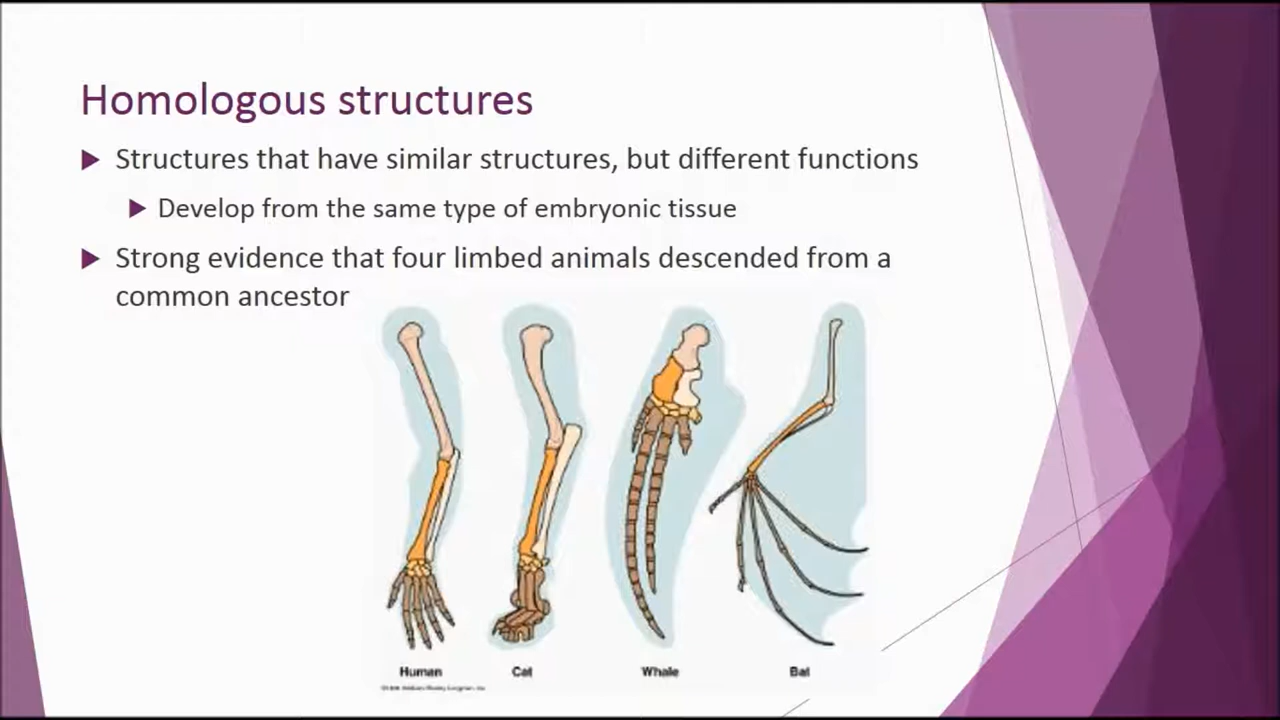 Homologous structures
Structures that have similar structures, but different functions
Develop from the same type of embryonic tissue
Strong evidence that four limbed animals descended from a
common ancestor
Human
Cat
Whale
Bat